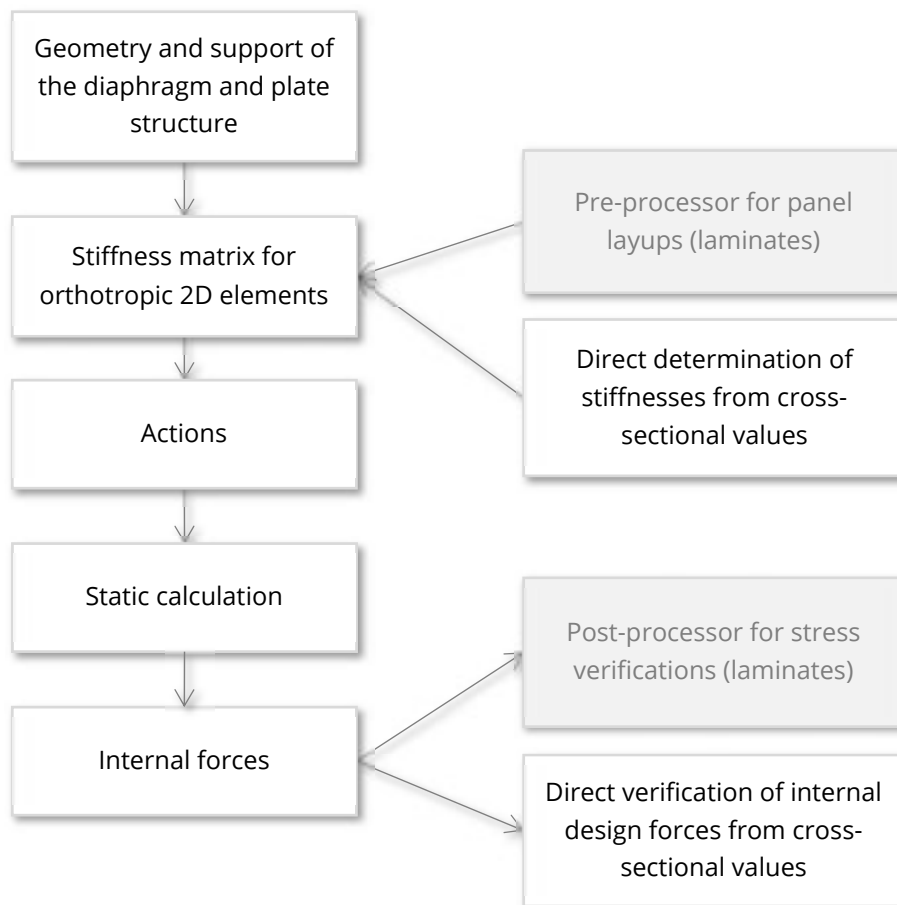 Geometry and support of
the diaphragm and plate
structure
Pre-processor for panel
layups (laminates)
Stiffness matrix for
orthotropic 2D elements
Direct determination of
stiffnesses from cross-
sectional values
Actions
Static calculation
Post-processor for stress
verifications (laminates)
Internal forces
Direct verification of internal
design forces from cross-
sectional values